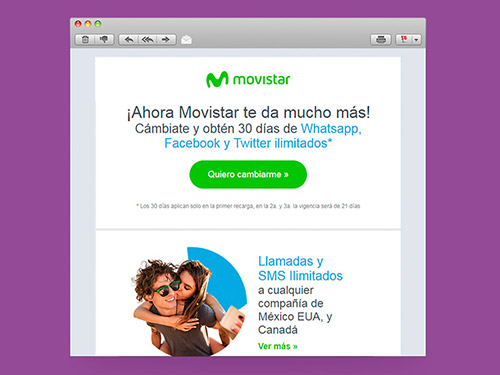 movistar
¡Ahora Movistar te da mucho más!
Cámbiate y obtén 30 días de Whatsapp,
Facebook y Twitter ilimitados*
Quiero cambiarme »
* Los 30 días aplican solo en la primer recarga, en la 2a. y 3a. la vigencia será de 21 días
Llamadas y
SMS Ilimitados
a cualquier
compañía de
México EUA, y
Canadá
Ver más »